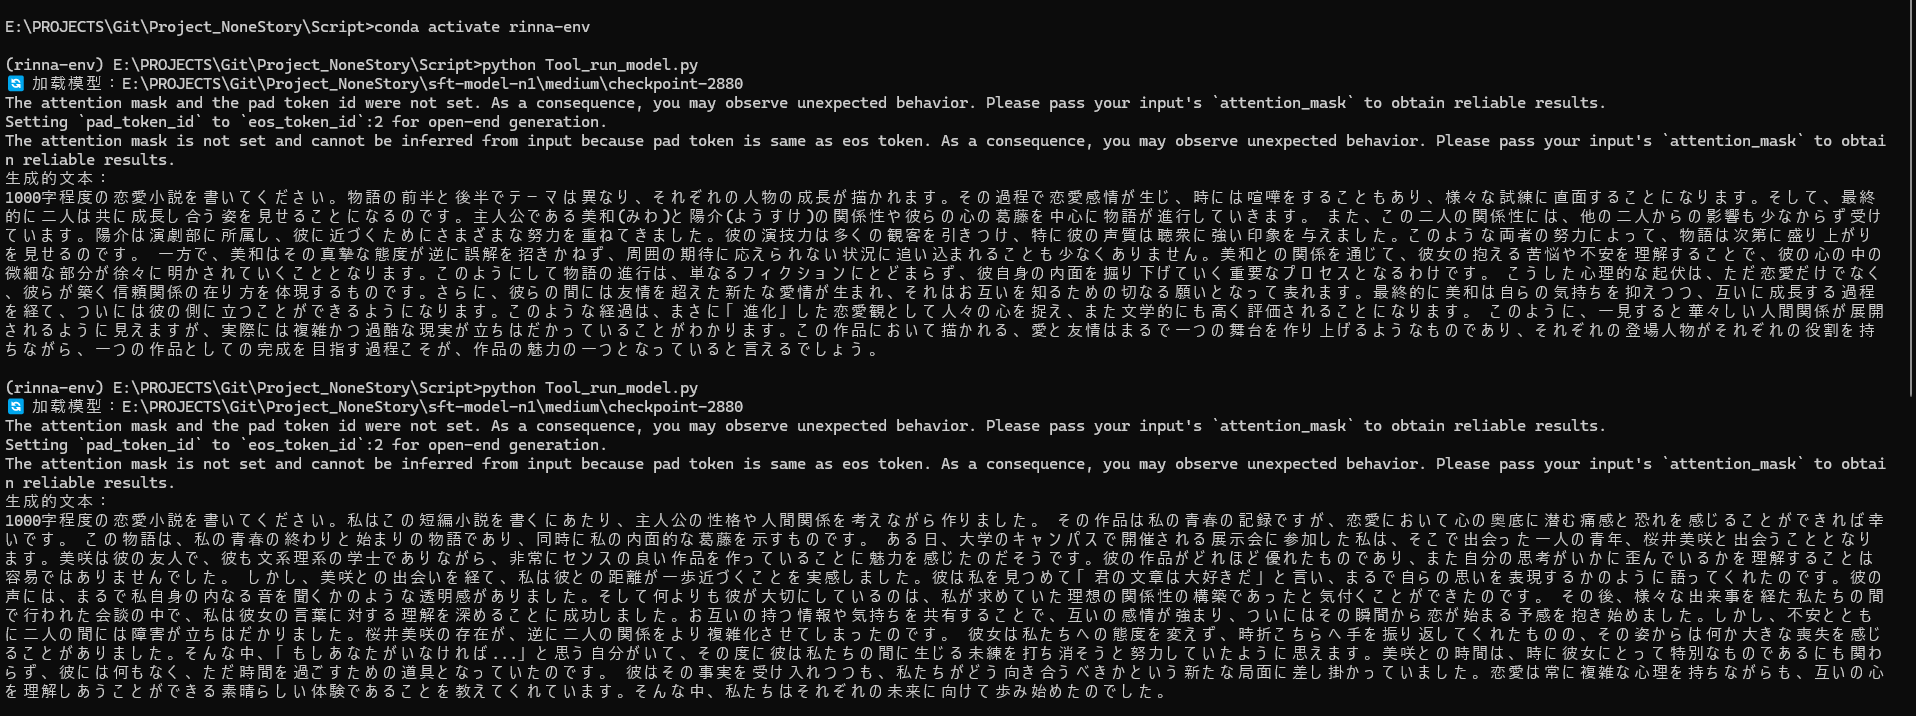 E:\PROJECTS\Git\Project_NoneStory\Script>conda activate rinna-env
(rinna-env) E:\PROJECTS\Git\Project_NoneStory\Script>python Tool_run_model.py
🔄 加载模型：E:\PROJECTS\Git\Project_NoneStory\sft-model-n1\medium\checkpoint-2880
The attention mask and the pad token id were not set. As a consequence, you may observe unexpected behavior. Please pass your input's `attention_mask` to obtain reliable results.
Setting `pad_token_id` to `eos_token_id`:2 for open-end generation.
The attention mask is not set and cannot be inferred from input because pad token is same as eos token. As a consequence, you may observe unexpected behavior. Please pass your input's `attention_mask` to obtai
n reliable results.
生成的文本：
1000字程度の恋愛小説を書いてください。物語の前半と後半でテーマは異なり、それぞれの人物の成長が描かれます。その過程で恋愛感情が生じ、時には喧嘩をすることもあり、様々な試練に直面することになります。そして、最終
的に二人は共に成長し合う姿を見せることになるのです。主人公である美和(みわ)と陽介(ようすけ)の関係性や彼らの心の葛藤を中心に物語が進行していきます。 また、この二人の関係性には、他の二人からの影響も少なからず受け
ています。陽介は演劇部に所属し、彼に近づくためにさまざまな努力を重ねてきました。彼の演技力は多くの観客を引きつけ、特に彼の声質は聴衆に強い印象を与えました。このような両者の努力によって、物語は次第に盛り上がり
を見せるのです。 一方で、美和はその真摯な態度が逆に誤解を招きかねず、周囲の期待に応えられない状況に追い込まれることも少なくありません。美和との関係を通じて、彼女の抱える苦悩や不安を理解することで、彼の心の中の
微細な部分が徐々に明かされていくこととなります。このようにして物語の進行は、単なるフィクションにとどまらず、彼自身の内面を掘り下げていく重要なプロセスとなるわけです。 こうした心理的な起伏は、ただ恋愛だけでなく
、彼らが築く信頼関係の在り方を体現するものです。さらに、彼らの間には友情を超えた新たな愛情が生まれ、それはお互いを知るための切なる願いとなって表れます。最終的に美和は自らの気持ちを抑えつつ、互いに成長する過程
を経て、ついには彼の側に立つことができるようになります。このような経過は、まさに「進化」した恋愛観として人々の心を捉え、また文学的にも高く評価されることになります。 このように、一見すると華々しい人間関係が展開
されるように見えますが、実際には複雑かつ過酷な現実が立ちはだかっていることがわかります。この作品において描かれる、愛と友情はまるで一つの舞台を作り上げるようなものであり、それぞれの登場人物がそれぞれの役割を持
ちながら、一つの作品としての完成を目指す過程こそが、作品の魅力の一つとなっていると言えるでしょう。
(rinna-env) E:\PROJECTS\Git\Project_NoneStory\Script>python Tool_run_model.py
🔄 加载模型：E:\PROJECTS\Git\Project_NoneStory\sft-model-n1\medium\checkpoint-2880
The attention mask and the pad token id were not set. As a consequence, you may observe unexpected behavior. Please pass your input's `attention_mask` to obtain reliable results.
Setting `pad_token_id` to `eos_token_id`:2 for open-end generation.
The attention mask is not set and cannot be inferred from input because pad token is same as eos token. As a consequence, you may observe unexpected behavior. Please pass your input's `attention_mask` to obtai
n reliable results.
生成的文本：
1000字程度の恋愛小説を書いてください。私はこの短編小説を書くにあたり、主人公の性格や人間関係を考えながら作りました。 その作品は私の青春の記録ですが、恋愛において心の奥底に潜む痛感と恐れを感じることができれば幸
いです。 この物語は、私の青春の終わりと始まりの物語であり、同時に私の内面的な葛藤を示すものです。 ある日、大学のキャンパスで開催される展示会に参加した私は、そこで出会った一人の青年、桜井美咲と出会うこととなり
ます。美咲は彼の友人で、彼も文系理系の学士でありながら、非常にセンスの良い作品を作っていることに魅力を感じたのだそうです。彼の作品がどれほど優れたものであり、また自分の思考がいかに歪んでいるかを理解することは
容易ではありませんでした。 しかし、美咲との出会いを経て、私は彼との距離が一歩近づくことを実感しました。彼は私を見つめて「君の文章は大好きだ」と言い、まるで自らの思いを表現するかのように語ってくれたのです。彼の
声には、まるで私自身の内なる音を聞くかのような透明感がありました。そして何よりも彼が大切にしているのは、私が求めていた理想の関係性の構築であったと気付くことができたのです。 その後、様々な出来事を経た私たちの間
で行われた会談の中で、私は彼女の言葉に対する理解を深めることに成功しました。お互いの持つ情報や気持ちを共有することで、互いの感情が強まり、ついにはその瞬間から恋が始まる予感を抱き始めました。しかし、不安ととも
に二人の間には障害が立ちはだかりました。桜井美咲の存在が、逆に二人の関係をより複雑化させてしまったのです。 彼女は私たちへの態度を変えず、時折こちらへ手を振り返してくれたものの、その姿からは何か大きな喪失を感じ
ることがありました。そんな中、「もしあなたがいなければ...」と思う自分がいて、その度に彼は私たちの間に生じる未練を打ち消そうと努力していたように思えます。美咲との時間は、時に彼女にとって特別なものであるにも関わ
らず、彼には何もなく、ただ時間を過ごすための道具となっていたのです。 彼はその事実を受け入れつつも、私たちがどう向き合うべきかという新たな局面に差し掛かっていました。恋愛は常に複雑な心理を持ちながらも、互いの心
を理解しあうことができる素晴らしい体験であることを教えてくれています。そんな中、私たちはそれぞれの未来に向けて歩み始めたのでした。